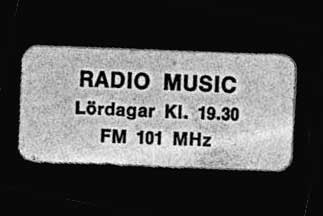 RADIO MUSIC
Lördagar Kl. 19.30
FM 101 MHz